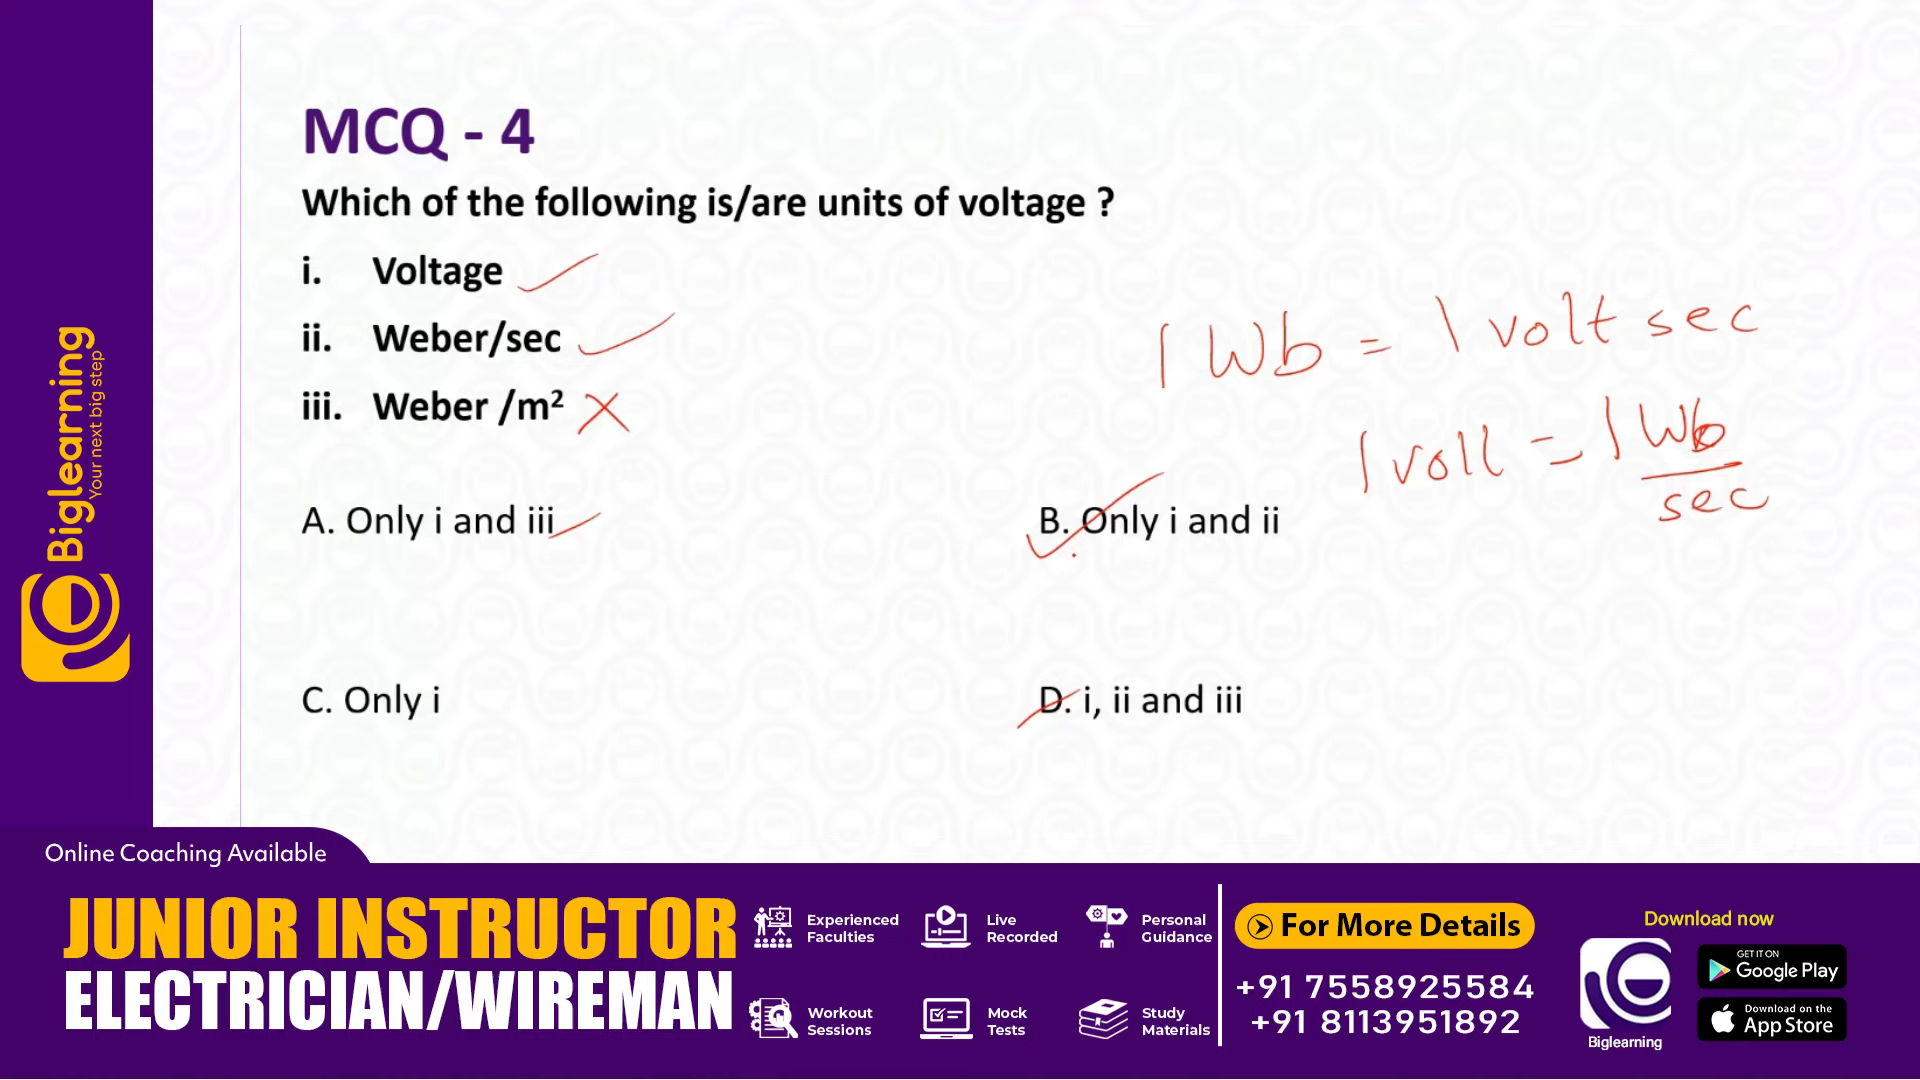 MCQ - 4
Which of the following is/are units of voltage ?
i. Voltage
ii. Weber/sec
iii. Weber /m²
1 Wb = 1 volt sec
1 volt = 1 Wb
sec
A. Only i and iii
B. Only i and ii
C. Only i
D. i, ii and iii
Biglearning
Your next big step
Online Coaching Available
JUNIOR INSTRUCTOR
ELECTRICIAN/WIREMAN
Experienced
Faculties
Live
Recorded
Personal
Guidance
Workout
Sessions
Mock
Tests
Study
Materials
For More Details
+91 7558925584
+91 8113951892
Biglearning
Download now
GET IT ON
Google Play
Download on the
App Store